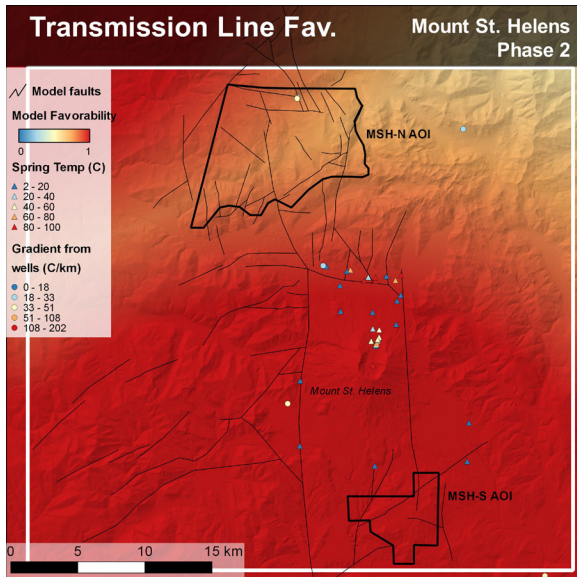 Transmission Line Fav.
Mount St. Helens
Phase 2
Model faults
Model Favorability
0 1
Spring Temp (C)
2 - 20
20 - 40
40 - 60
60 - 80
80 - 100
Gradient from
wells (C/km)
0 - 18
18 - 33
33 - 51
51 - 108
108 - 202
MSH-N AOI
Mount St. Helens
MSH-S AOI
0 5 10 15 km